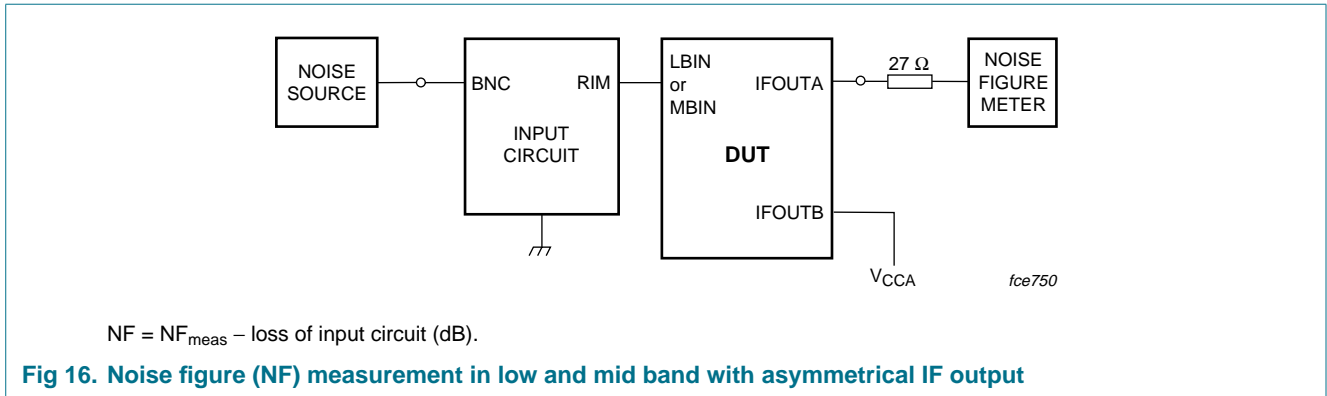 NOISE
SOURCE
BNC
RIM
INPUT
CIRCUIT
LBIN
or
MBIN
IFOUTA
DUT
IFOUTB
27 Ω
NOISE
FIGURE
METER
VCCA
fce750
NF = NFmeas − loss of input circuit (dB).
Fig 16. Noise figure (NF) measurement in low and mid band with asymmetrical IF output